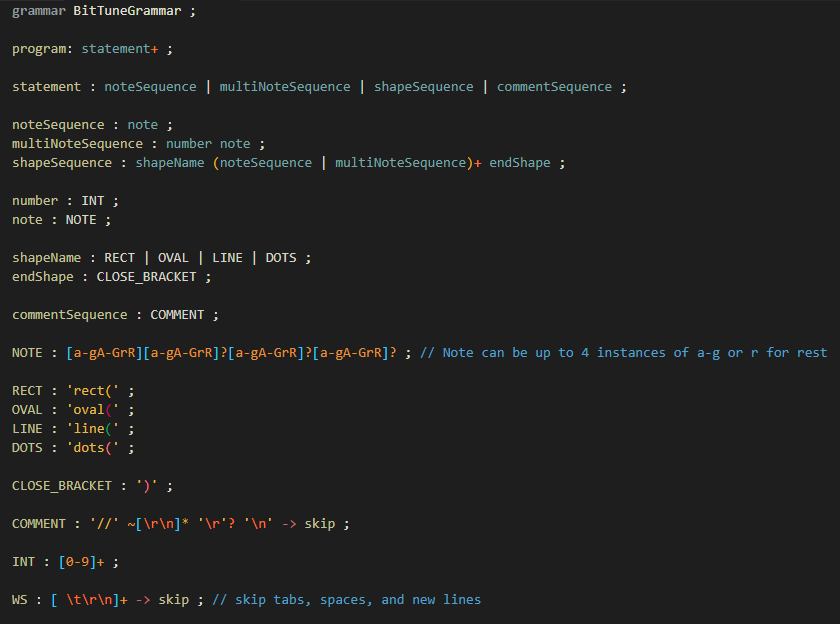 grammar BitTuneGrammar ;
program: statement+ ;
statement : noteSequence | multiNoteSequence | shapeSequence | commentSequence ;
noteSequence : note ;
multiNoteSequence : number note ;
shapeSequence : shapeName (noteSequence | multiNoteSequence)+ endShape ;
number : INT ;
note : NOTE ;
shapeName : RECT | OVAL | LINE | DOTS ;
endShape : CLOSE_BRACKET ;
commentSequence : COMMENT ;
NOTE : [a-gA-GrR][a-gA-GrR]?[a-gA-GrR]?[a-gA-GrR]? ; // Note can be up to 4 instances of a-g or r for rest
RECT : 'rect(' ;
OVAL : 'oval(' ;
LINE : 'line(' ;
DOTS : 'dots(' ;
CLOSE_BRACKET : ')' ;
COMMENT : '//' ~[\r\n]* '\r'? '\n' -> skip ;
INT : [0-9]+ ;
WS : [ \t\r\n]+ -> skip ; // skip tabs, spaces, and new lines